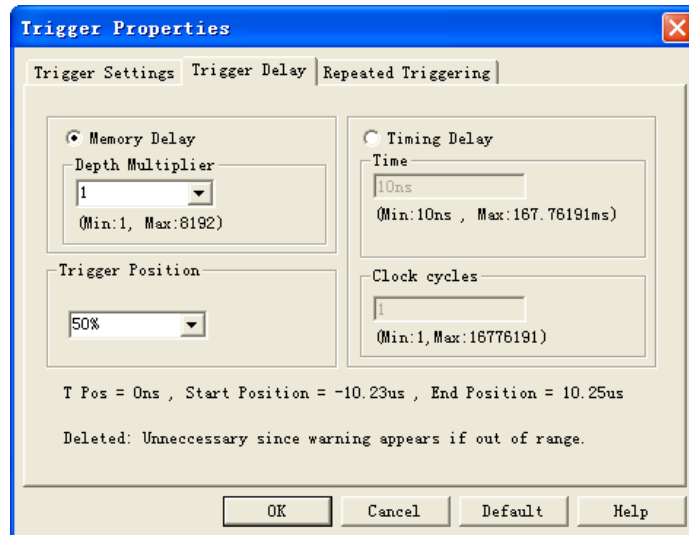 Trigger Properties
Trigger Settings
Trigger Delay
Repeated Triggering
Memory Delay
Depth Multiplier
1
(Min:1, Max:8192)
Trigger Position
50%
Timing Delay
Time
10ns
(Min:10ns , Max:167.76191ms)
Clock cycles
1
(Min:1,Max:16776191)
T Pos = 0ns , Start Position = -10.23us , End Position = 10.25us
Deleted: Unneccessary since warning appears if out of range.
OK
Cancel
Default
Help